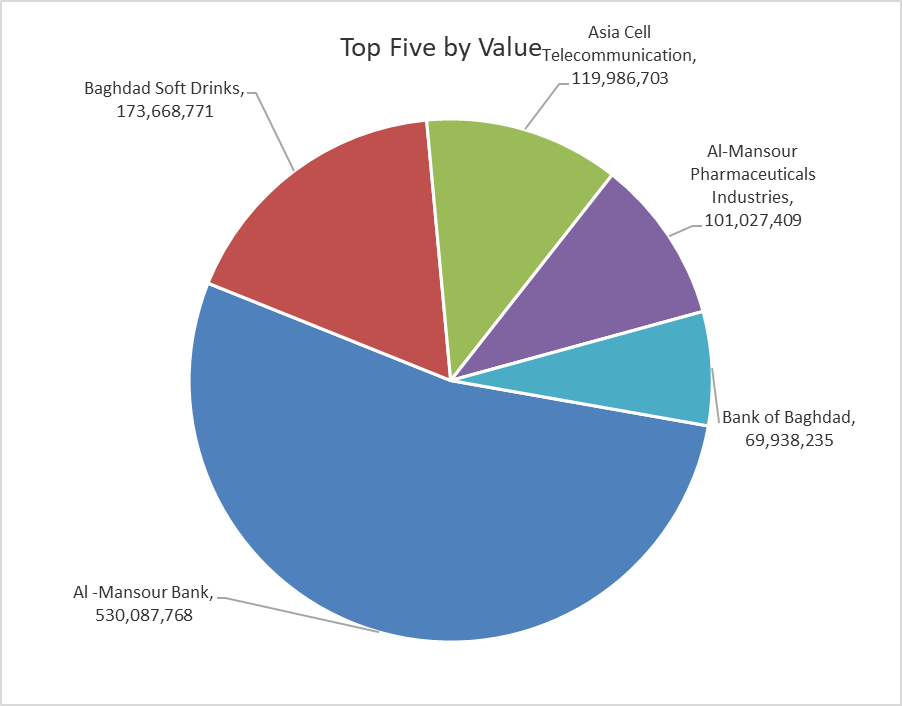 Top Five by Value
Asia Cell
Telecommunication,
119,986,703
Baghdad Soft Drinks,
173,668,771
Al-Mansour
Pharmaceuticals
Industries,
101,027,409
Bank of Baghdad,
69,938,235
Al -Mansour Bank,
530,087,768